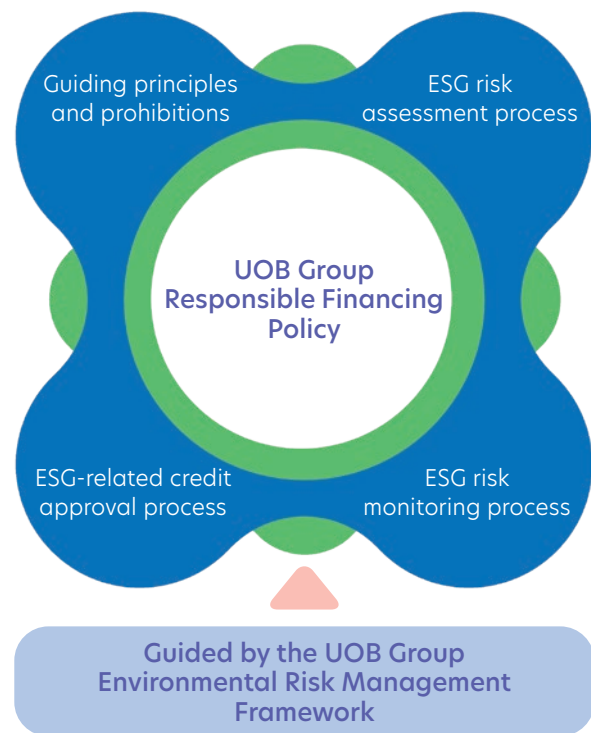 Guiding principles
and prohibitions
ESG risk
assessment process
UOB Group
Responsible Financing
Policy
ESG-related credit
approval process
ESG risk
monitoring process
Guided by the UOB Group
Environmental Risk Management
Framework